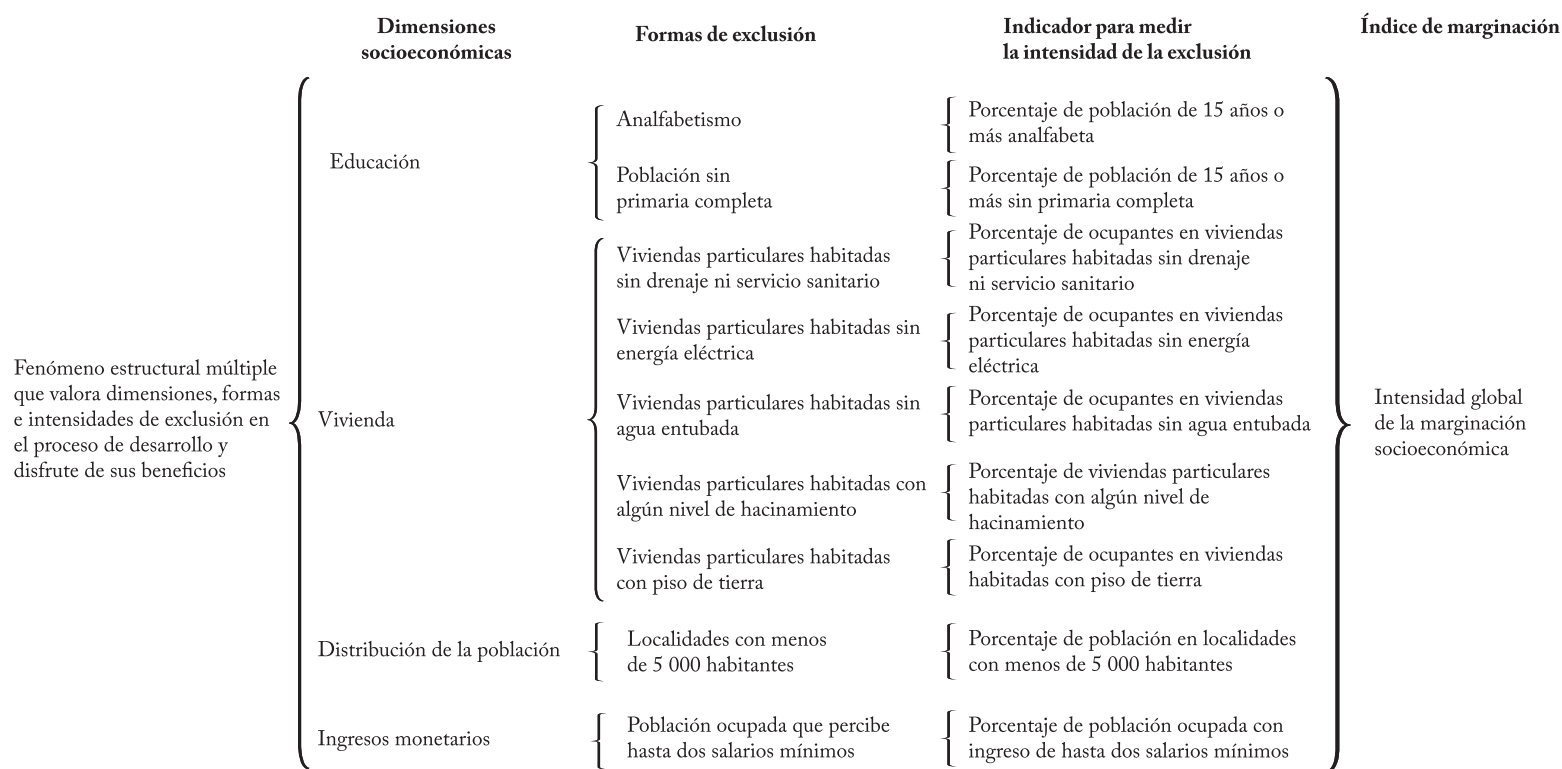 Dimensiones
socioeconómicas
Formas de exclusión
Indicador para medir
la intensidad de la exclusión
Índice de marginación
Fenómeno estructural múltiple
que valora dimensiones, formas
e intensidades de exclusión en
el proceso de desarrollo y
disfrute de sus beneficios
Educación
Analfabetismo
Porcentaje de población de 15 años o
más analfabeta
Población sin
primaria completa
Porcentaje de población de 15 años o
más sin primaria completa
Vivienda
Viviendas particulares habitadas
sin drenaje ni servicio sanitario
Porcentaje de ocupantes en viviendas
particulares habitadas sin drenaje
ni servicio sanitario
Viviendas particulares habitadas sin
energía eléctrica
Porcentaje de ocupantes en viviendas
particulares habitadas sin energía
eléctrica
Viviendas particulares habitadas sin
agua entubada
Porcentaje de ocupantes en viviendas
particulares habitadas sin agua entubada
Viviendas particulares habitadas con
algún nivel de hacinamiento
Porcentaje de viviendas particulares
habitadas con algún nivel de
hacinamiento
Viviendas particulares habitadas
con piso de tierra
Porcentaje de ocupantes en viviendas
habitadas con piso de tierra
Distribución de la población
Localidades con menos
de 5 000 habitantes
Porcentaje de población en localidades
con menos de 5 000 habitantes
Ingresos monetarios
Población ocupada que percibe
hasta dos salarios mínimos
Porcentaje de población ocupada con
ingreso de hasta dos salarios mínimos
Intensidad global
de la marginación
socioeconómica